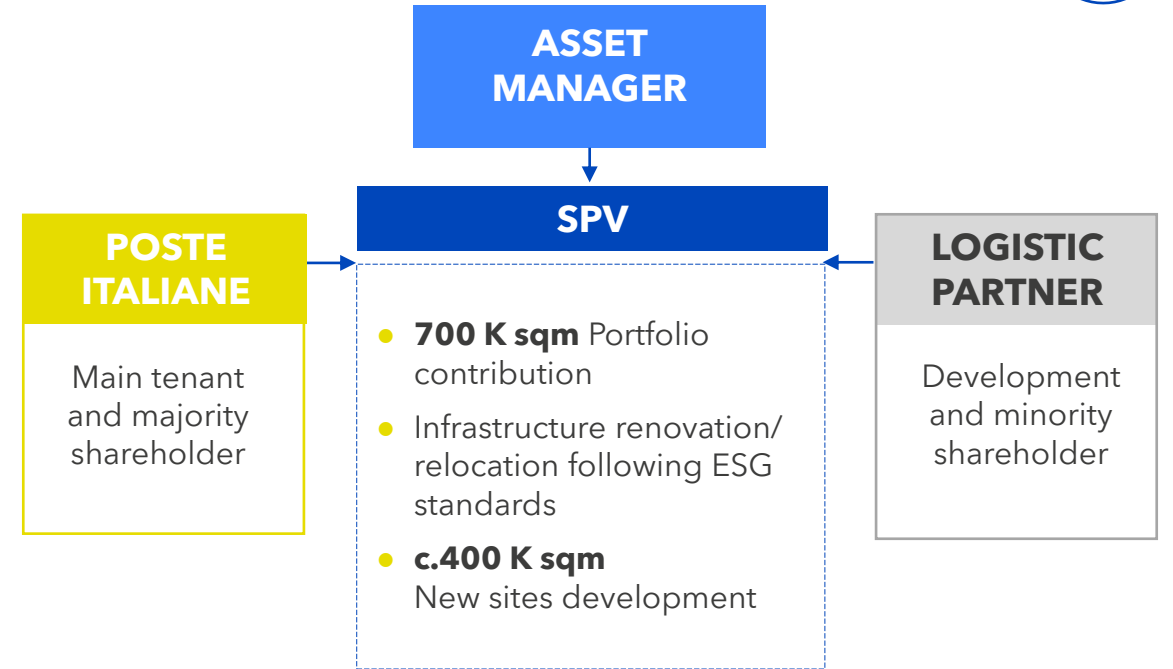 ASSET
MANAGER
SPV
POSTE
ITALIANE
Main tenant
and majority
shareholder
● 700 K sqm Portfolio
contribution
● Infrastructure renovation/
relocation following ESG
standards
● c.400 K sqm
New sites development
LOGISTIC
PARTNER
Development
and minority
shareholder